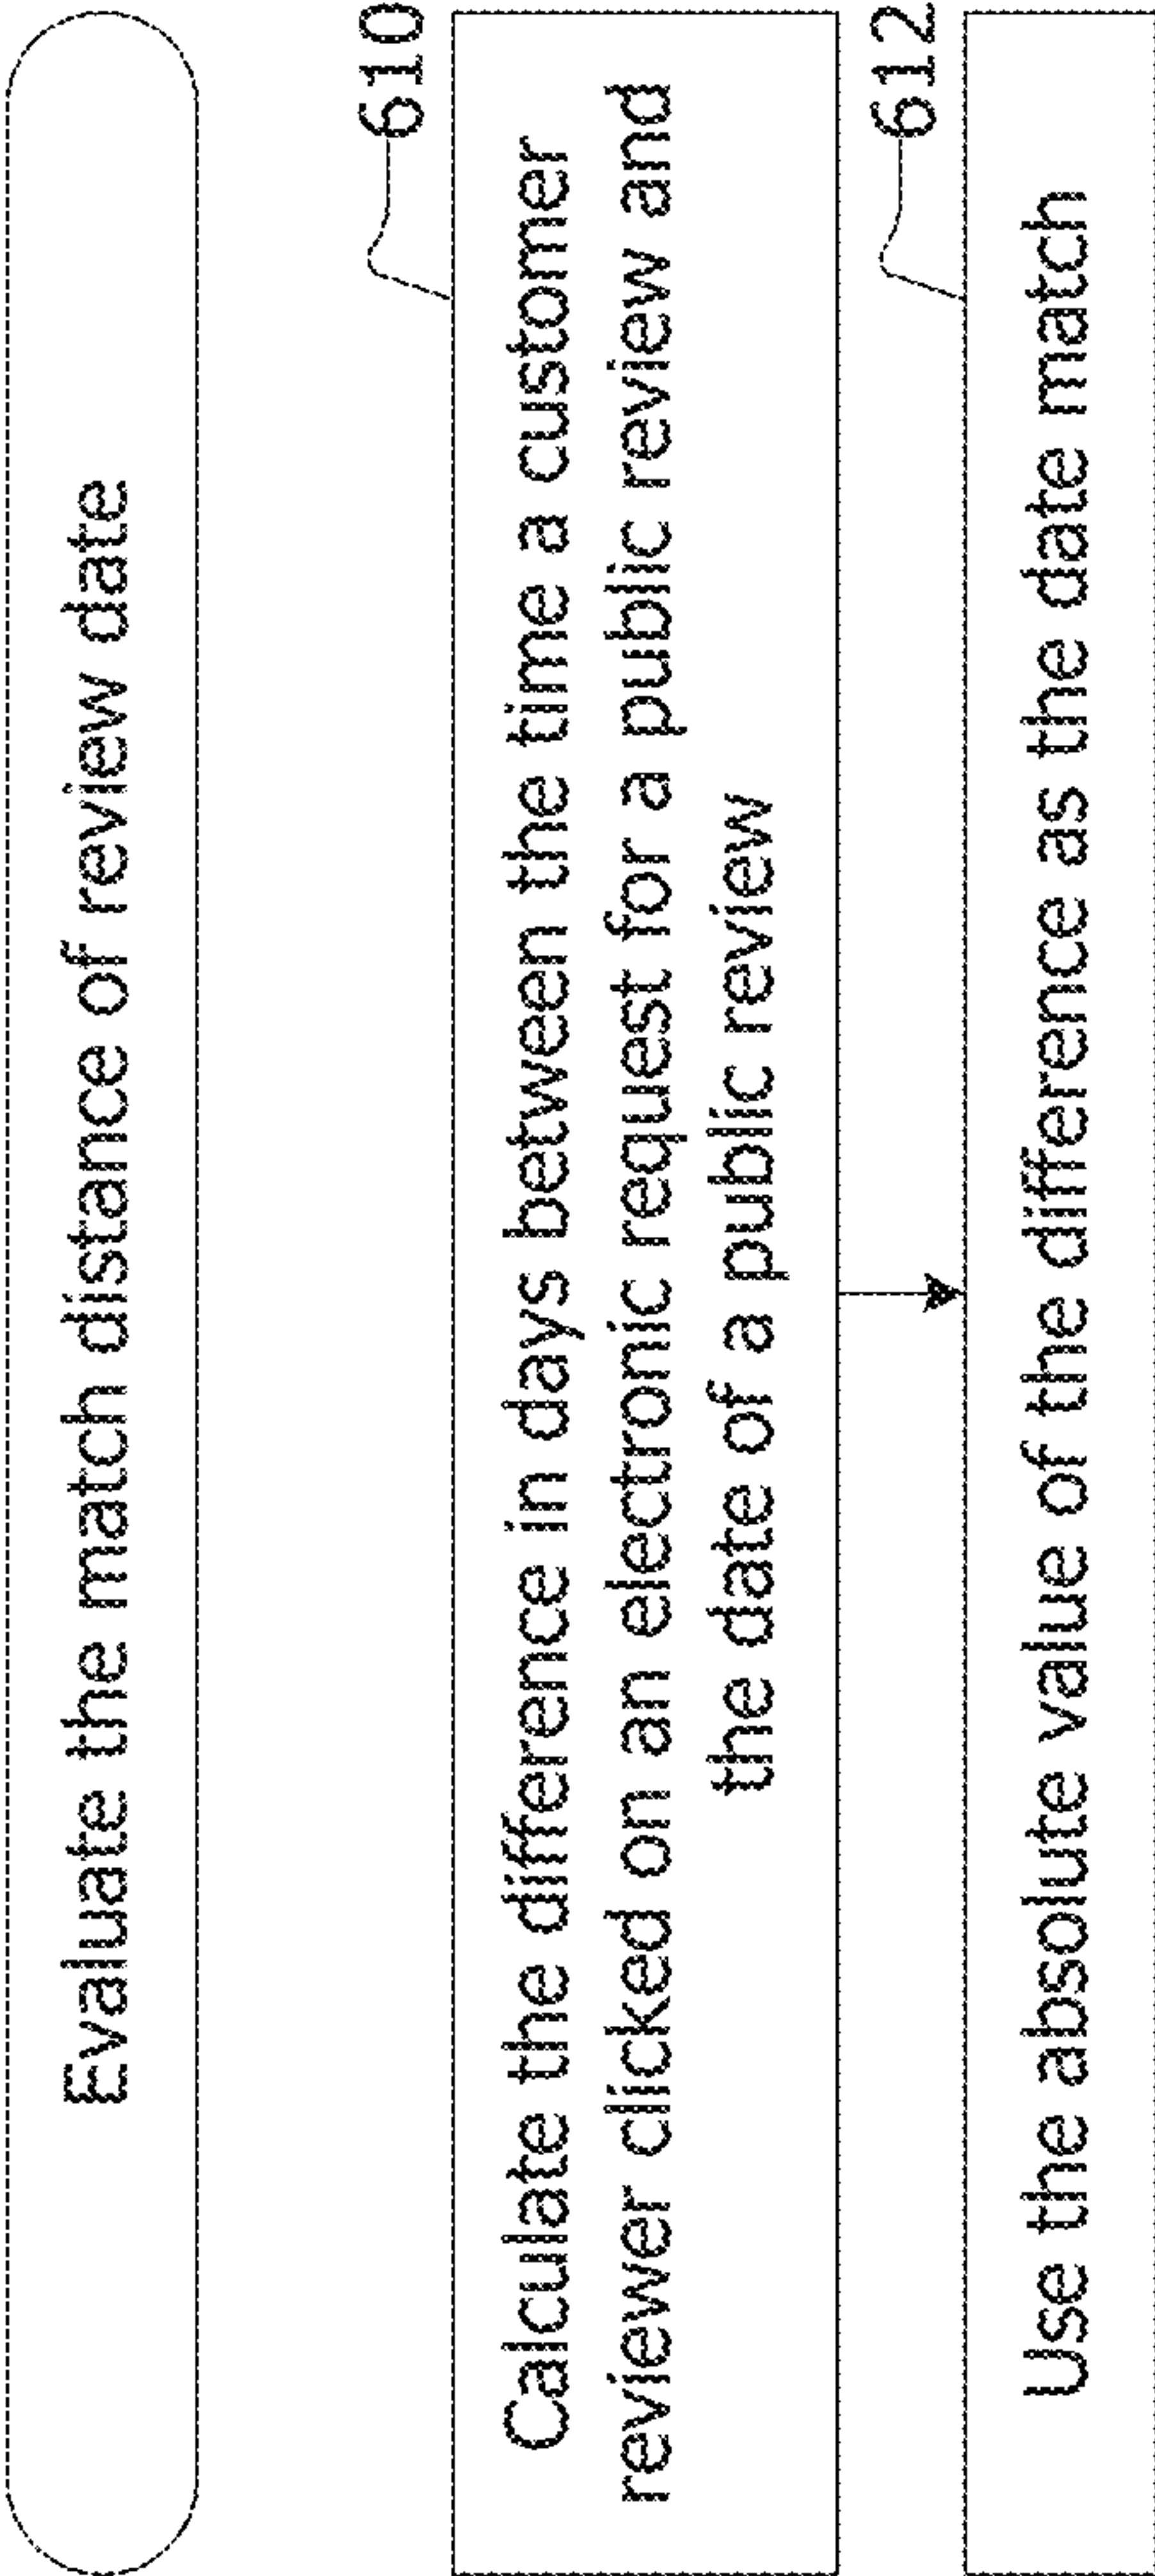 Evaluate the match distance of review date
610
Calculate the difference in days between the time a customer
reviewer clicked on an electronic request for a public review and
the date of a public review
612
Use the absolute value of the difference as the date match